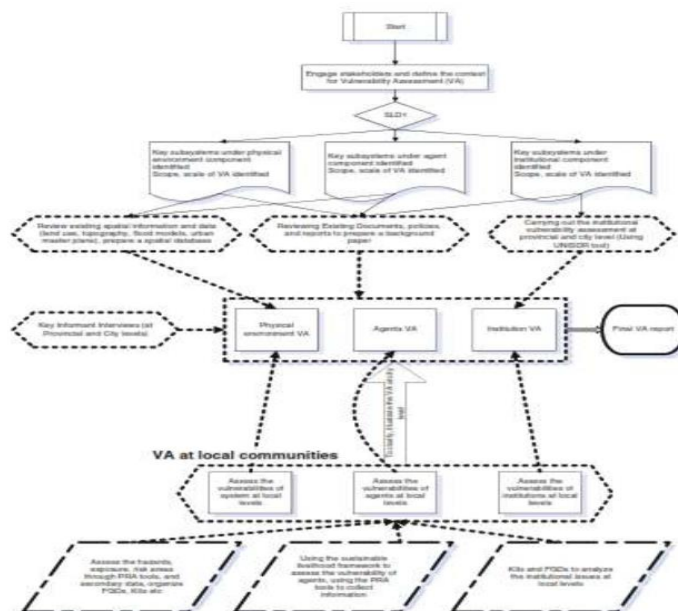 Start
Engage stakeholders and define the context
for Vulnerability Assessment (VA)
SLD1
Key subsystems under physical
environment component
identified
Scope, scale of VA identified
Key subsystems under agent
component identified
Scope, scale of VA identified
Key subsystems under
institutional component
identified
Scope, scale of VA identified
Review existing spatial information and data
(land use, topography, flood models, urban
master plans), prepare a spatial database
Reviewing Existing Documents, policies,
and reports to prepare a background
paper
Carrying out the institutional
vulnerability assessment at
provincial and city level (Using
UNISDR tool)
Key Informant Interviews (at
Provincial and City levels)
Physical
environment VA
Agents VA
Institution VA
Final VA report
To clarify, illustrate the VA at city
level
VA at local communities
Assess the
vulnerabilities of
system at local
levels
Assess the
vulnerabilities of
agents at local levels
Assess the
vulnerabilities of
institutions at local
levels
Assess the hazards,
exposure, risk areas
through PRA tools, and
secondary data, organize
FGDs, KIIs etc
Using the sustainable
livelihood framework to
assess the vulnerability of
agents, using the PRA
tools to collect
information
KIIs and FGDs to analyze
the institutional issues at
local levels